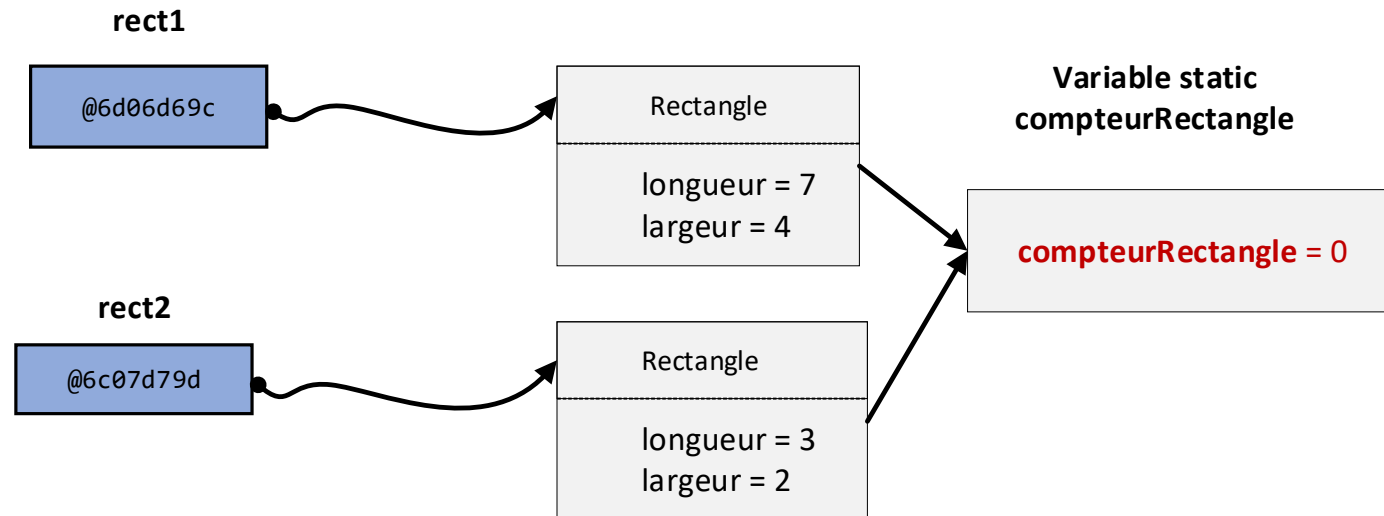 rect1
@6d06d69c
Rectangle
longueur = 7
largeur = 4
Variable static
compteurRectangle
compteurRectangle = 0
rect2
@6c07d79d
Rectangle
longueur = 3
largeur = 2